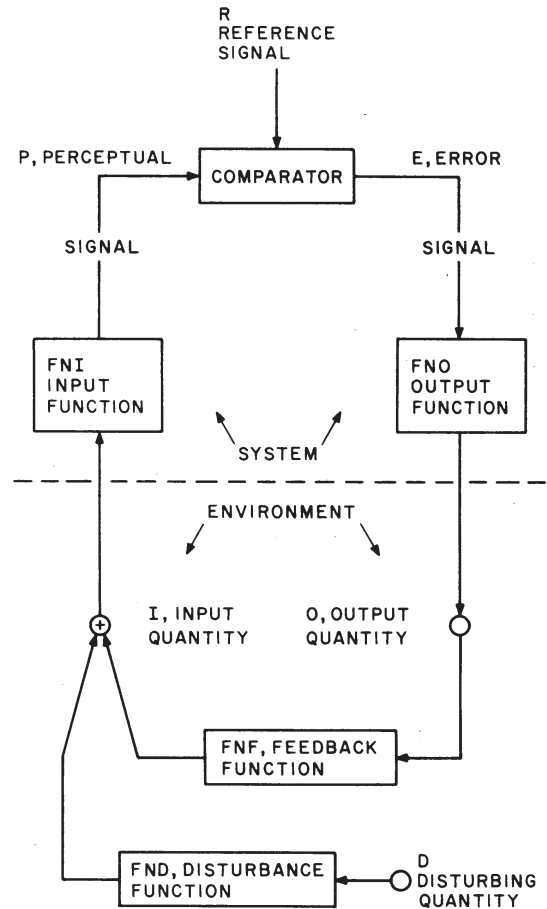 R
REFERENCE
SIGNAL
P, PERCEPTUAL
COMPARATOR
E, ERROR
SIGNAL
SIGNAL
FNI
INPUT
FUNCTION
FNO
OUTPUT
FUNCTION
SYSTEM
ENVIRONMENT
I, INPUT
QUANTITY
O, OUTPUT
QUANTITY
+
FNF, FEEDBACK
FUNCTION
FND, DISTURBANCE
FUNCTION
D
DISTURBING
QUANTITY